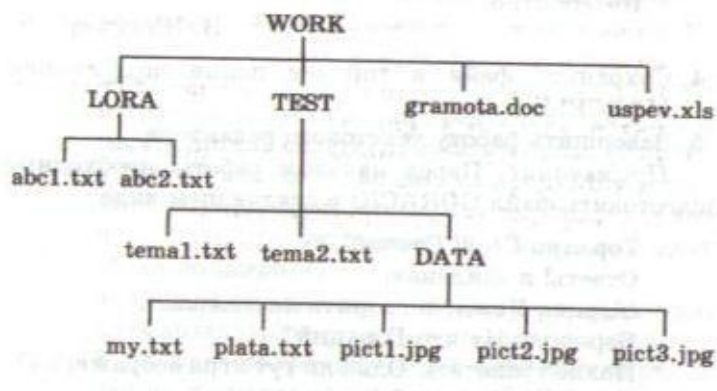 WORK
LORA TEST gramota.doc uspev.xls
abc1.txt abc2.txt
tema1.txt tema2.txt DATA
my.txt plata.txt pict1.jpg pict2.jpg pict3.jpg